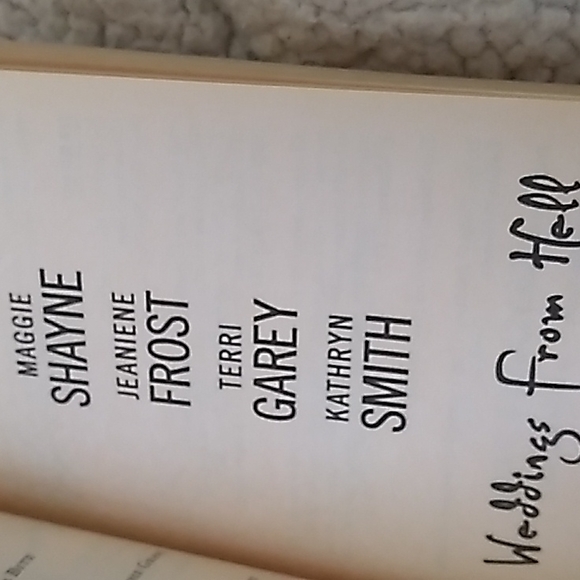 MAGGIE
SHAYNE
JEANIENE
FROST
TERRI
GAREY
KATHRYN
SMITH
Weddings From Hell